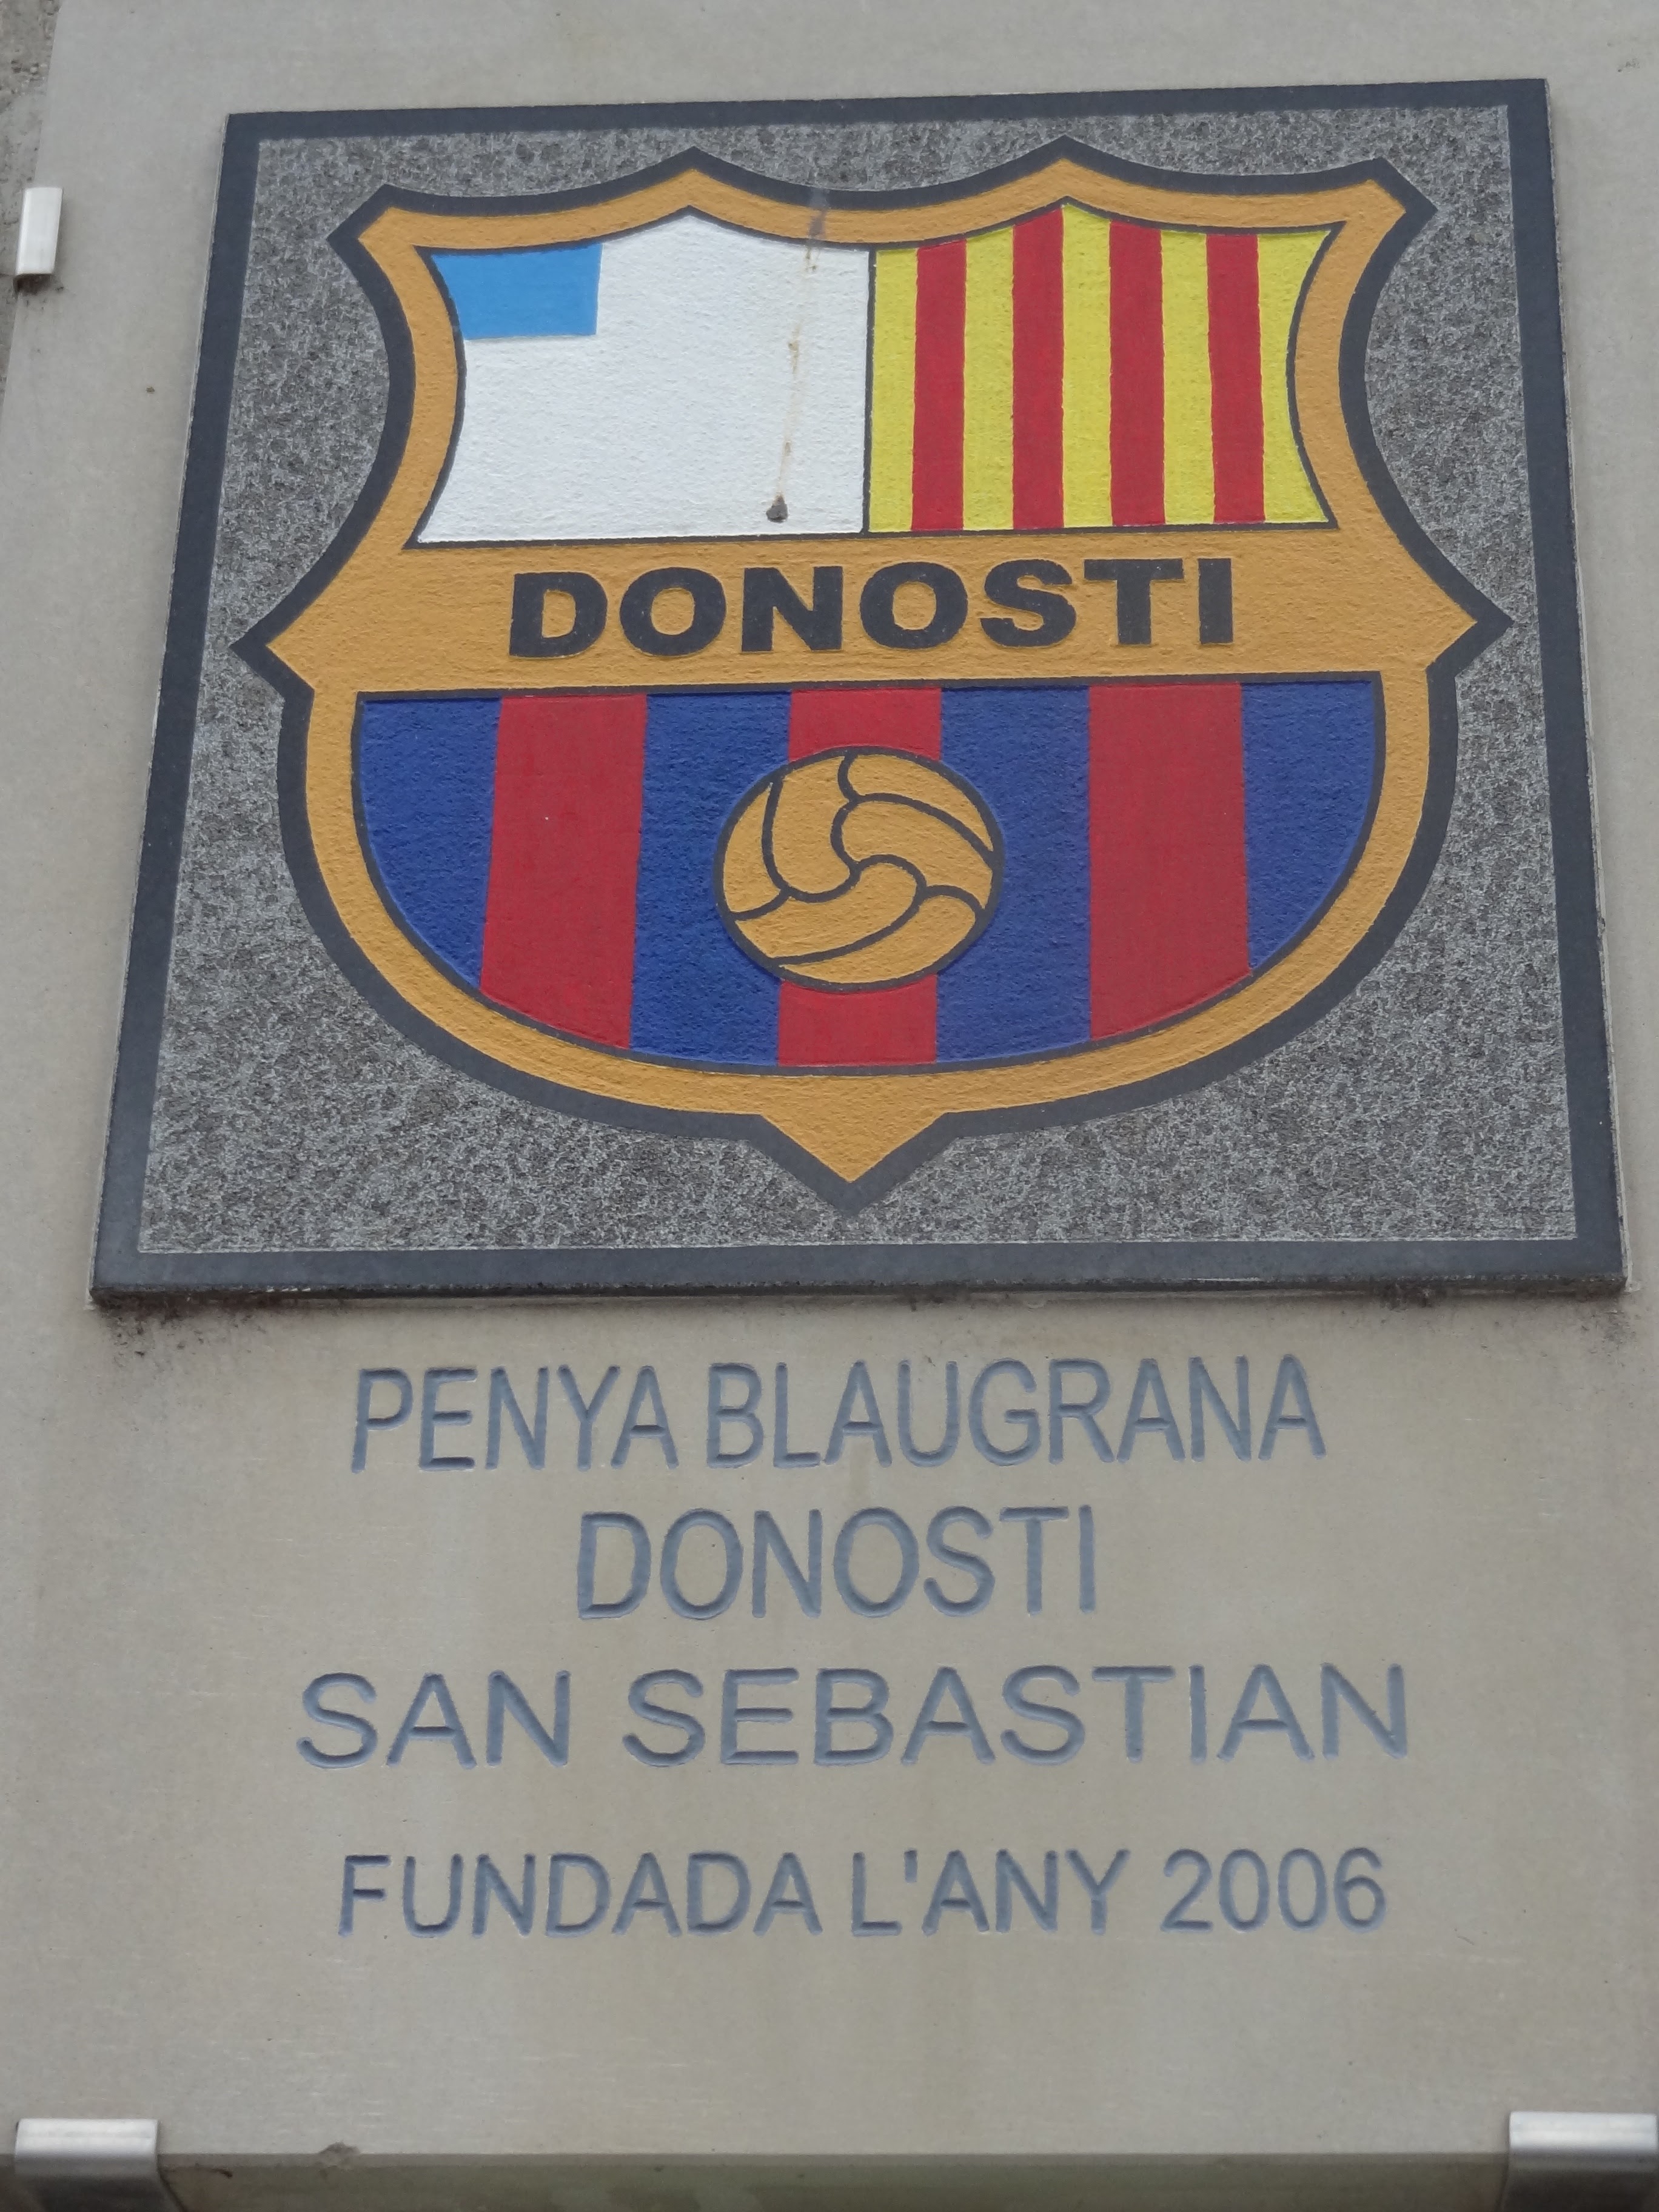 DONOSTI
PENYA BLAUGRANA
DONOSTI
SAN SEBASTIAN
FUNDADA L'ANY 2006